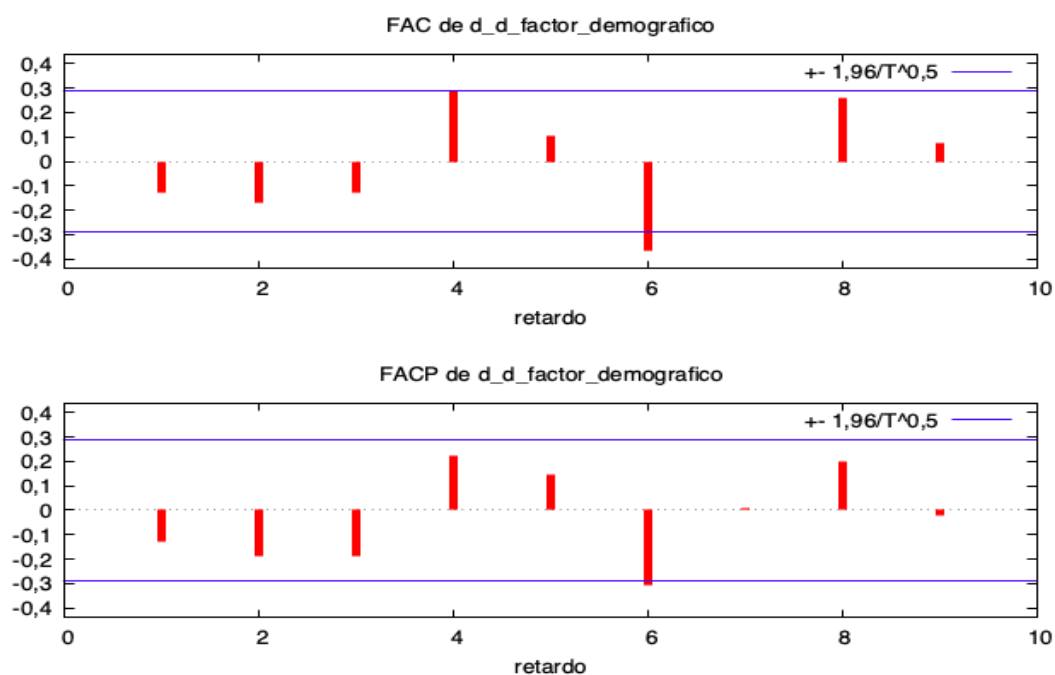 FAC de d_d_factor_demografico
+- 1,96/T^0,5
0,4
0,3
0,2
0,1
0
-0,1
-0,2
-0,3
-0,4
0 2 4 6 8 10
retardo
FACP de d_d_factor_demografico
+- 1,96/T^0,5
0,4
0,3
0,2
0,1
0
-0,1
-0,2
-0,3
-0,4
0 2 4 6 8 10
retardo